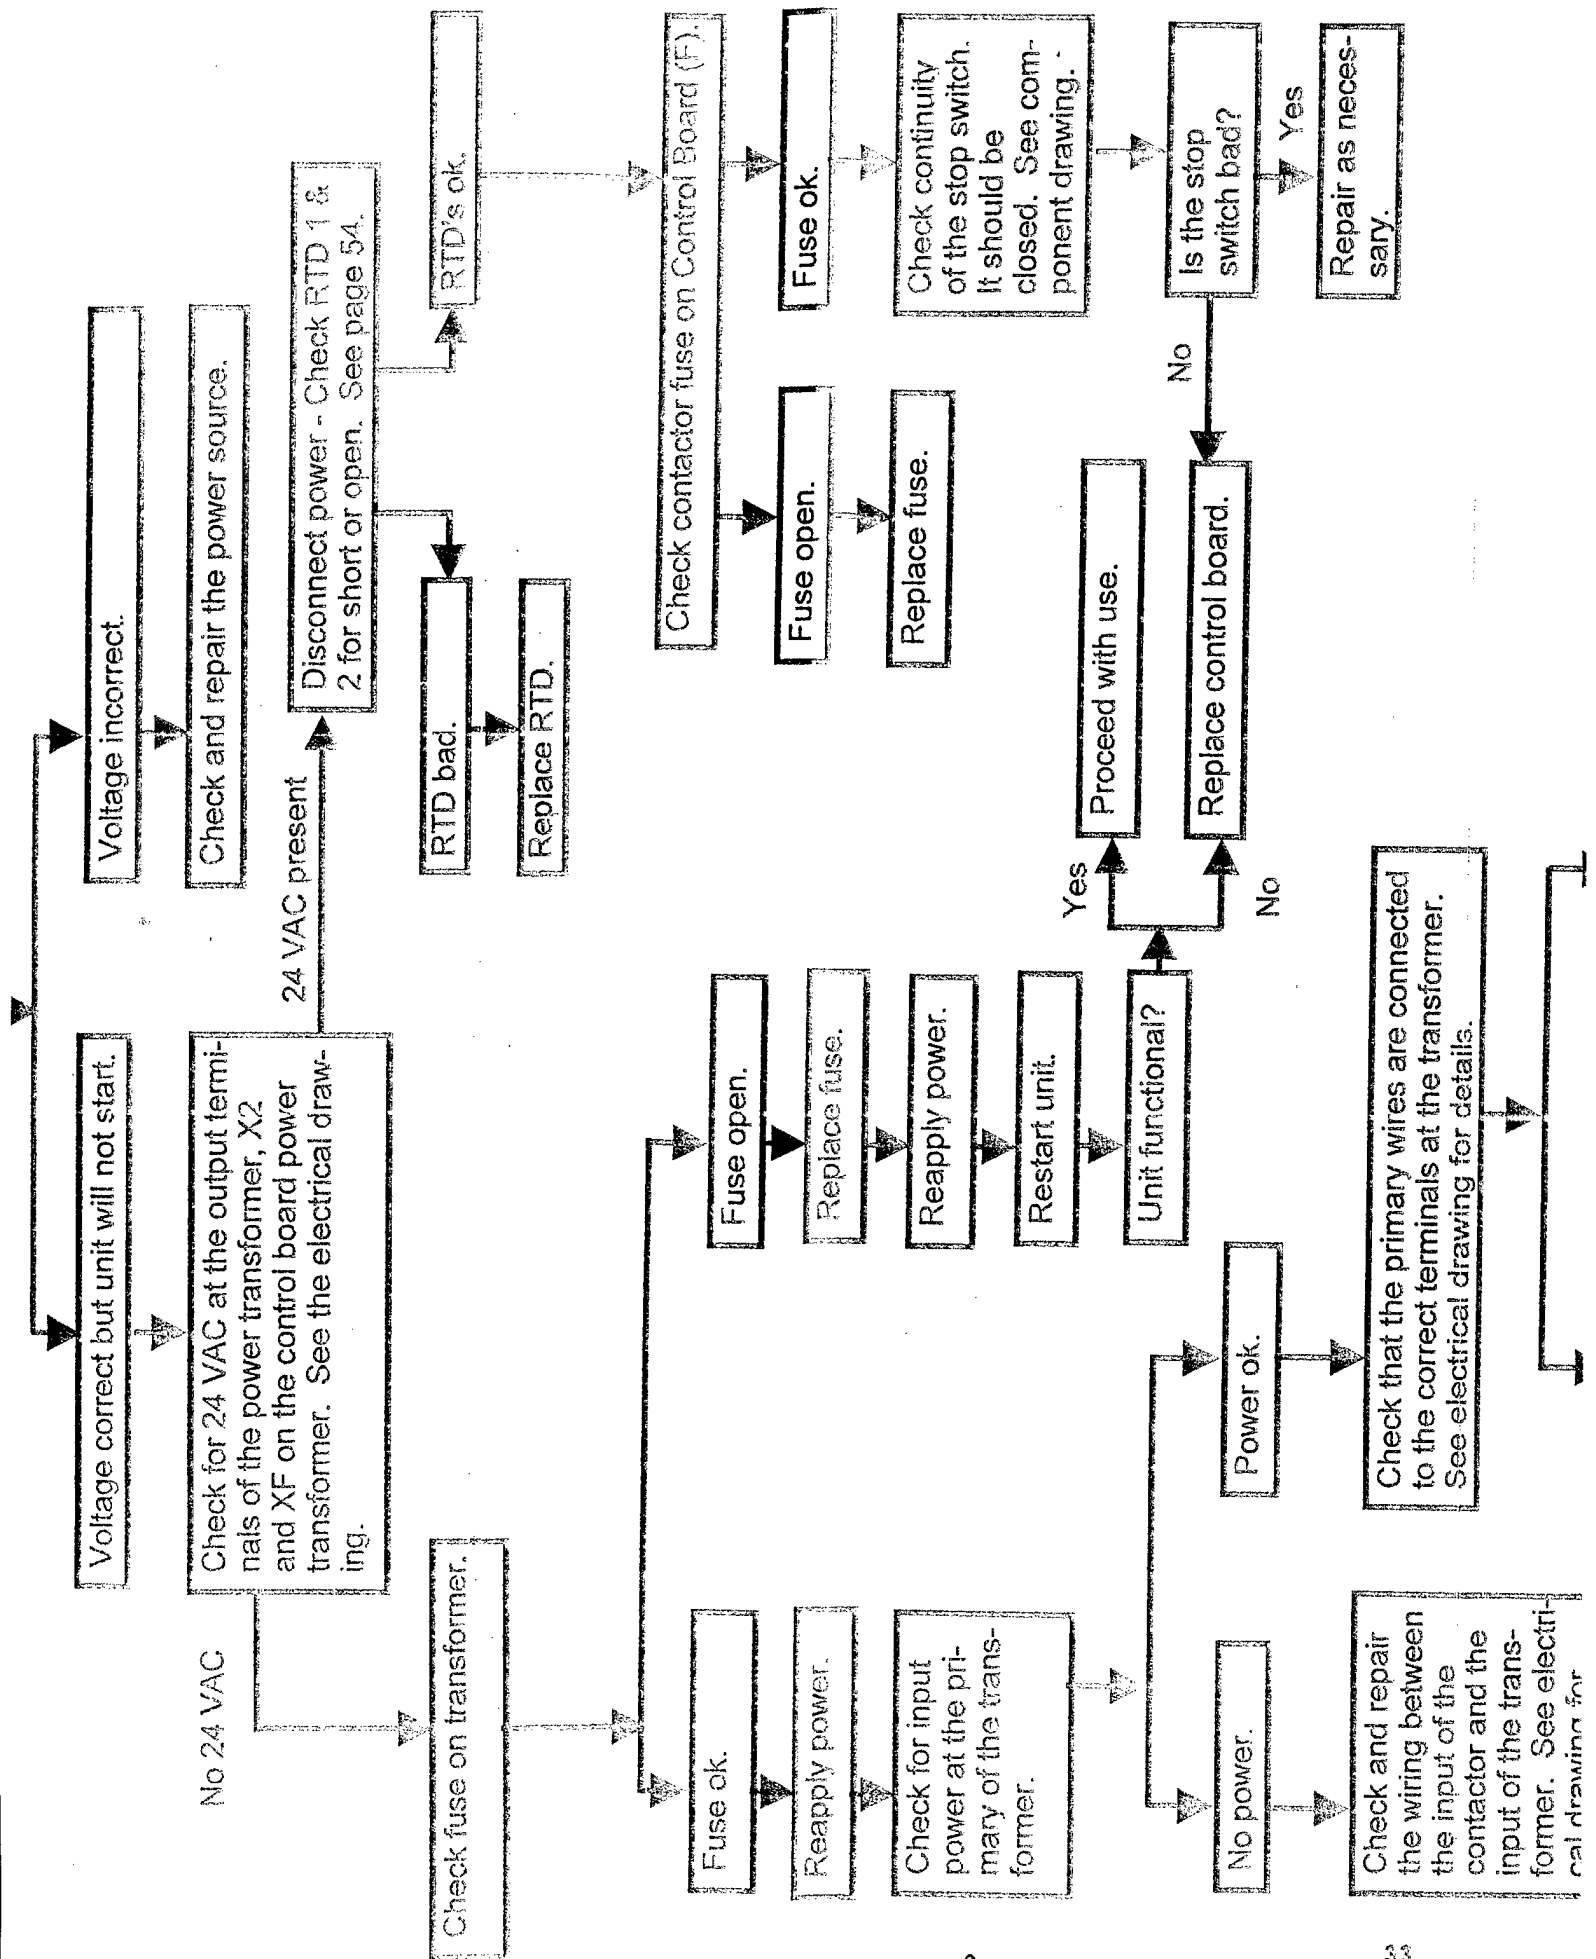 Voltage correct but unit will not start.
Voltage incorrect.
Check for 24 VAC at the output termi-
nals of the power transformer, X2
and XF on the control board power
transformer. See the electrical draw-
ing.
Check and repair the power source.
No 24 VAC
24 VAC present
Disconnect power - Check RTD 1 &
2 for short or open. See page 54.
Check fuse on transformer.
RTD bad.
RTD's ok.
Replace RTD.
Check contactor fuse on Control Board (F).
Fuse ok.
Fuse open.
Fuse open.
Fuse ok.
Reapply power.
Replace fuse.
Replace fuse.
Check for input
power at the pri-
mary of the trans-
former.
Reapply power.
Check continuity
of the stop switch.
It should be
closed. See com-
ponent drawing.
Restart unit.
Unit functional?
Yes
No
Proceed with use.
Replace control board.
No
Is the stop
switch bad?
Yes
Repair as neces-
sary.
No power.
Power ok.
Check and repair
the wiring between
the input of the
contactor and the
input of the trans-
former. See electri-
cal drawing for
Check that the primary wires are connected
to the correct terminals at the transformer.
See electrical drawing for details.
33